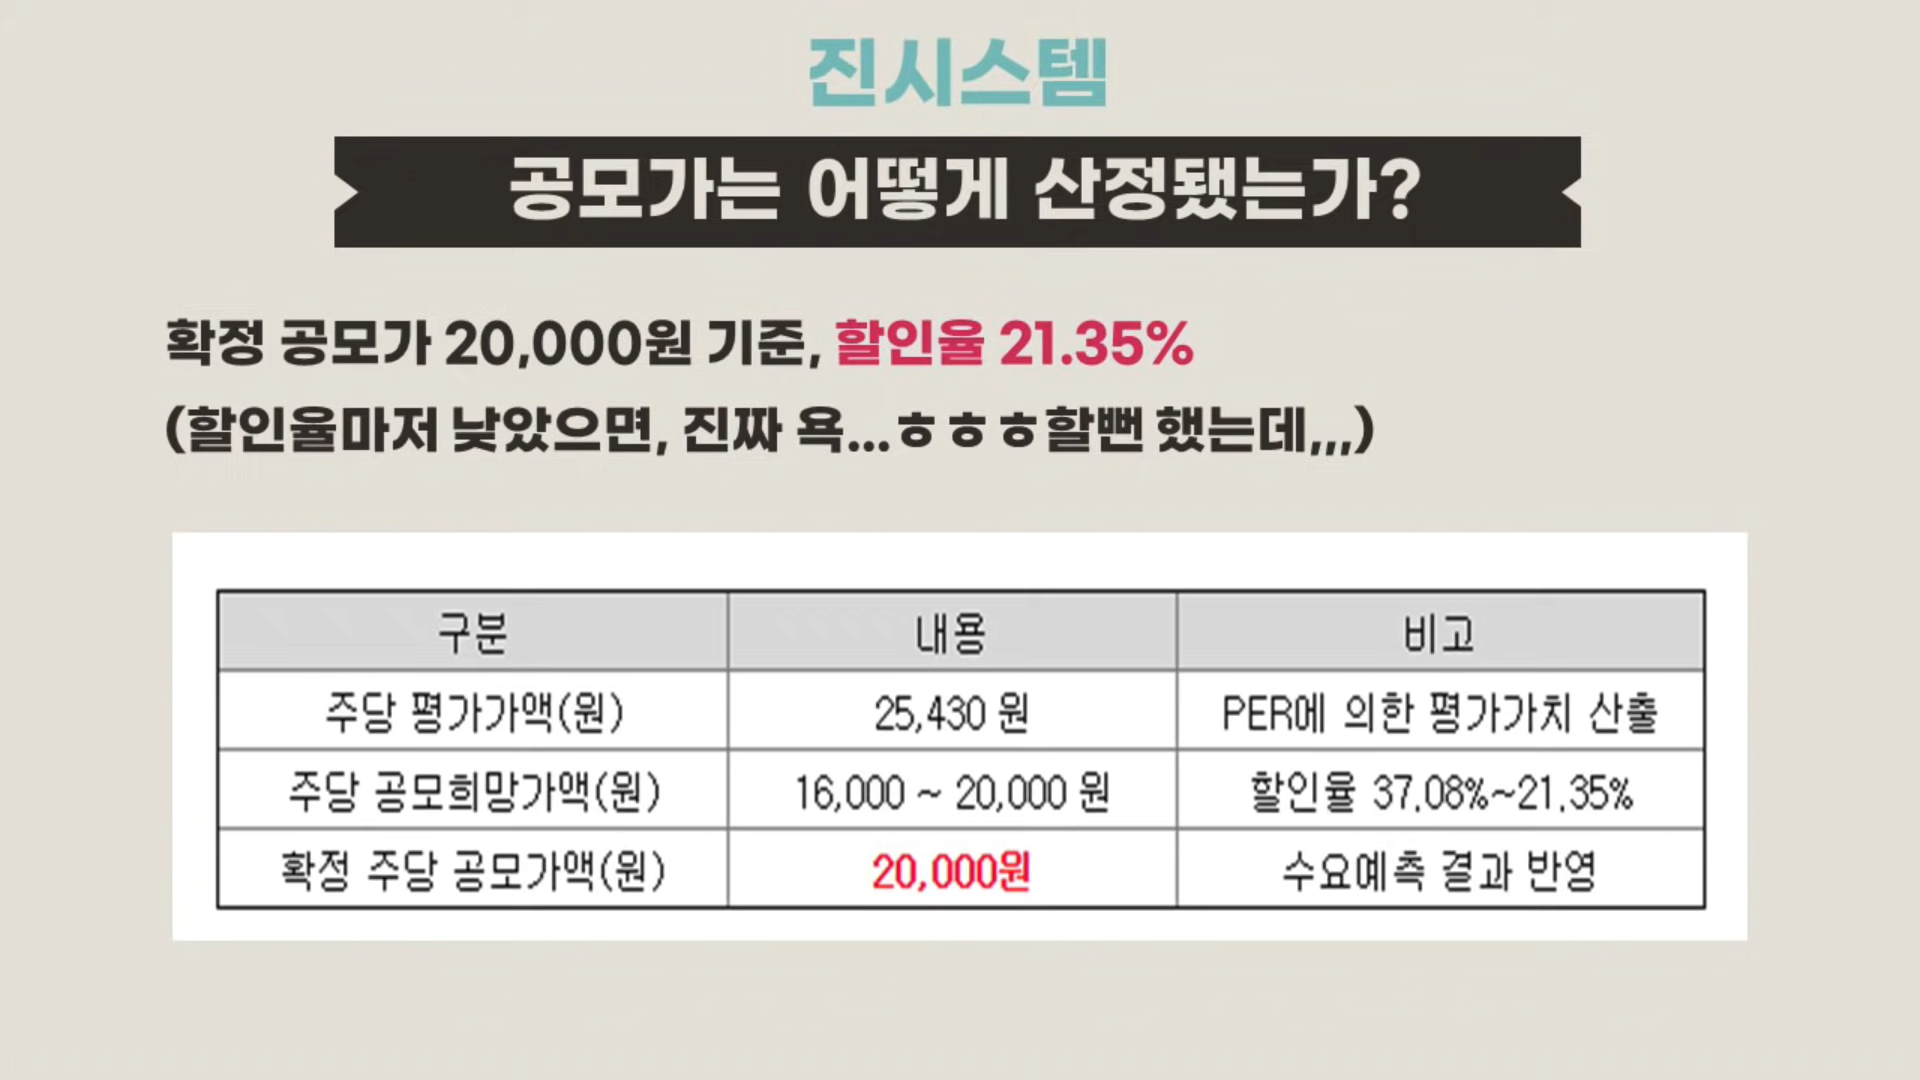 진시스템
공모가는 어떻게 산정됐는가?
확정 공모가 20,000원 기준, 할인율 21.35%
(할인율마저 낮았으면, 진짜 욕...ㅎㅎㅎ할뻔 했는데,,,)
구분 내용 비고
주당 평가가액(원) 25,430 원 PER에 의한 평가가치 산출
주당 공모희망가액(원) 16,000 ~ 20,000 원 할인율 37.08%~21.35%
확정 주당 공모가액(원) 20,000원 수요예측 결과 반영